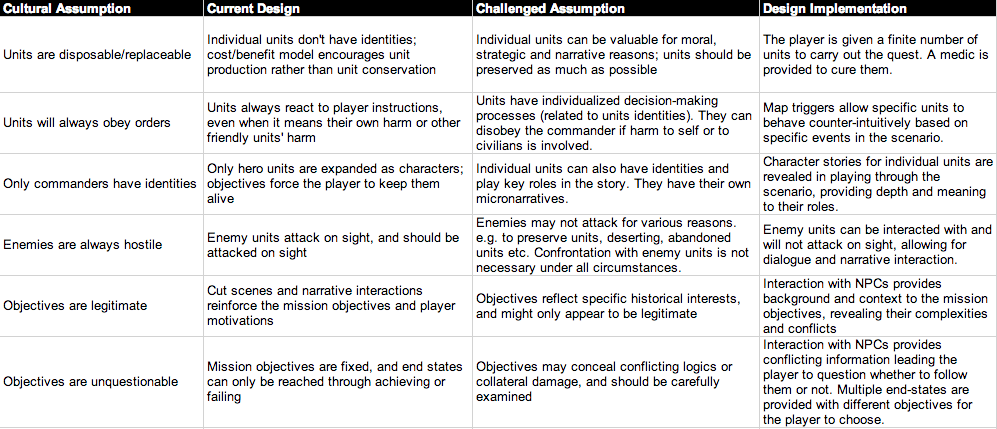 Cultural Assumption
Current Design
Challenged Assumption
Design Implementation
Units are disposable/replaceable
Individual units don't have identities;
cost/benefit model encourages unit
production rather than unit conservation
Individual units can be valuable for moral,
strategic and narrative reasons; units should be
preserved as much as possible
The player is given a finite number of
units to carry out the quest. A medic is
provided to cure them.
Units will always obey orders
Units always react to player instructions,
even when it means their own harm or other
friendly units' harm
Units have individualized decision-making
processes (related to units identities). They can
disobey the commander if harm to self or to
civilians is involved.
Map triggers allow specific units to
behave counter-intuitively based on
specific events in the scenario.
Only commanders have identities
Only hero units are expanded as characters;
objectives force the player to keep them
alive
Individual units can also have identities and
play key roles in the story. They have their own
micronarratives.
Character stories for individual units are
revealed in playing through the
scenario, providing depth and meaning
to their roles.
Enemies are always hostile
Enemy units attack on sight, and should be
attacked on sight
Enemies may not attack for various reasons.
e.g. to preserve units, deserting, abandoned
units etc. Confrontation with enemy units is not
necessary under all circumstances.
Enemy units can be interacted with and
will not attack on sight, allowing for
dialogue and narrative interaction.
Objectives are legitimate
Cut scenes and narrative interactions
reinforce the mission objectives and player
motivations
Objectives reflect specific historical interests,
and might only appear to be legitimate
Interaction with NPCs provides
background and context to the mission
objectives, revealing their complexities
and conflicts
Objectives are unquestionable
Mission objectives are fixed, and end states
can only be reached through achieving or
failing
Objectives may conceal conflicting logics or
collateral damage, and should be carefully
examined
Interaction with NPCs provides
conflicting information leading the
player to question whether to follow
them or not. Multiple end-states are
provided with different objectives for
the player to choose.